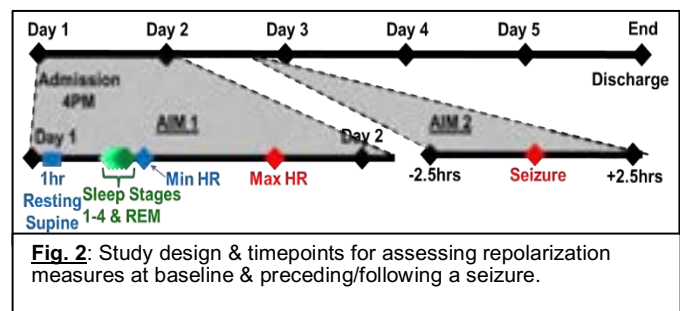 Day 1 Day 2 Day 3 Day 4 Day 5 End
Admission
4PM
Discharge
AIM 1
AIM 2
Day 1 Day 2
1hr
Resting
Supine
Sleep Stages
1-4 & REM
Min HR
Max HR
-2.5hrs
Seizure
+2.5hrs
Fig. 2: Study design & timepoints for assessing repolarization
measures at baseline & preceding/following a seizure.